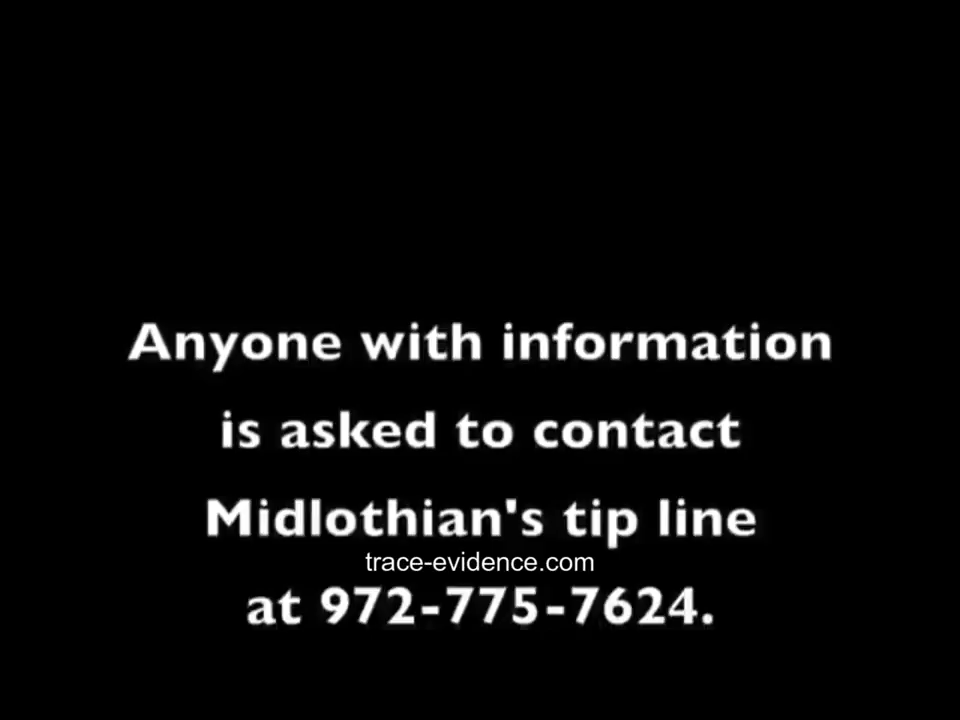 Anyone with information
is asked to contact
Midlothian's tip line
trace-evidence.com
at 972-775-7624.